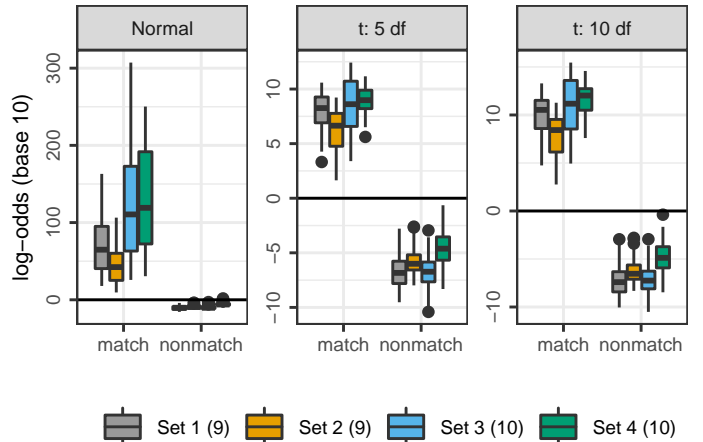 Normal
t: 5 df
t: 10 df
log-odds (base 10)
300
200
100
0
10
5
0
−5
−10
10
0
−10
match nonmatch
match nonmatch
match nonmatch
Set 1 (9) Set 2 (9) Set 3 (10) Set 4 (10)